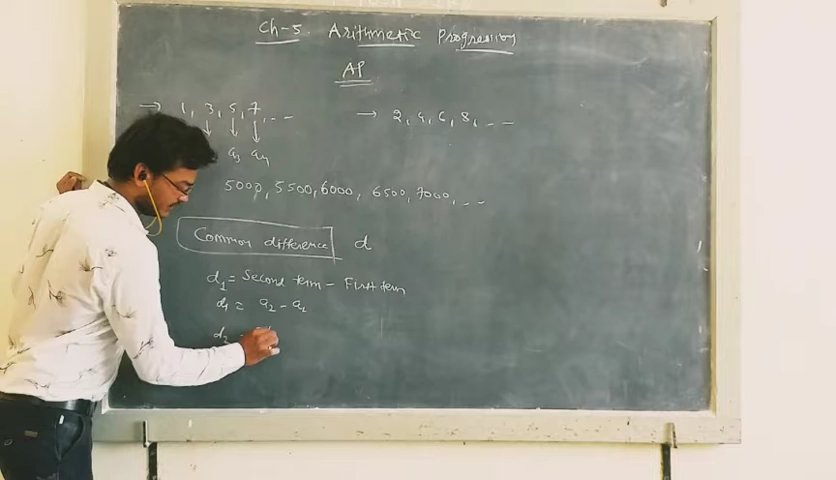 Ch-5. Arithmetic Progression
AP
→ 1, 3, 5, 7, ...
→ 2, 4, 6, 8, ...
a3 a4
5000, 5500, 6000, 6500, 7000, ...
Common difference d
d1 = Second term - First term
d1 = a2 - a1
d2 =